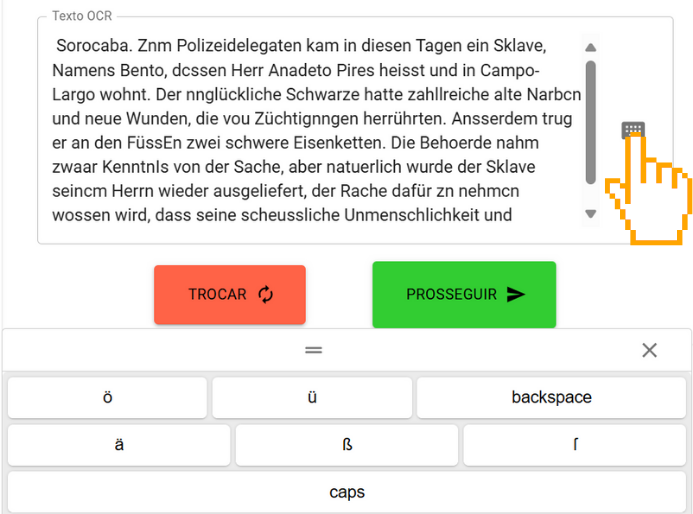 Texto OCR
Sorocaba. Znm Polizeidelegaten kam in diesen Tagen ein Sklave,
Namens Bento, dcssen Herr Anadeto Pires heisst und in Campo-
Largo wohnt. Der nnglückliche Schwarze hatte zahllreiche alte Narbcn
und neue Wunden, die vou Züchtignngen herrührten. Ansserdem trug
er an den FüssEn zwei schwere Eisenketten. Die Behoerde nahm
zwaar KenntnIs von der Sache, aber natuerlich wurde der Sklave
seincm Herrn wieder ausgeliefert, der Rache dafür zn nehmcn
wossen wird, dass seine scheussliche Unmenschlichkeit und
TROCAR
PROSSEGUIR
ö
ü
backspace
ä
ß
ſ
caps